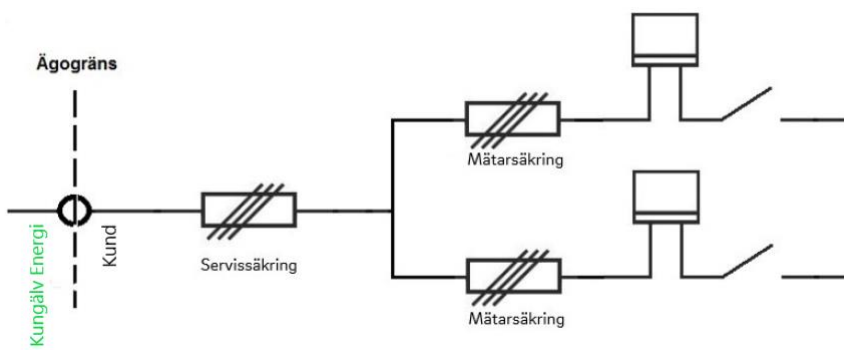 Ägogräns
Kungälv Energi
Kund
Servissäkring
Mätarsäkring
Mätarsäkring